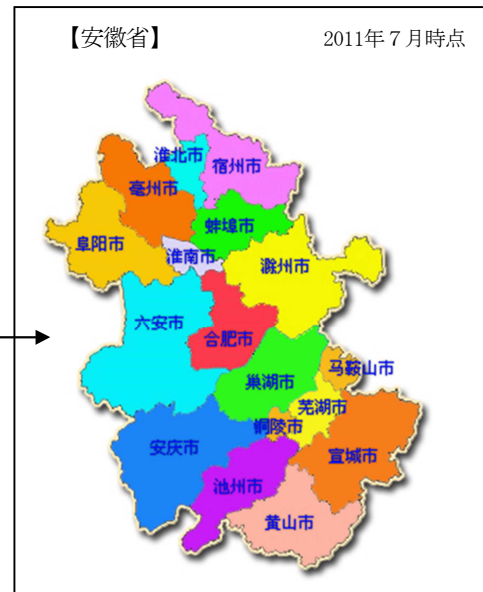 【安徽省】 2011年７月時点
淮北市
宿州市
亳州市
蚌埠市
阜阳市
淮南市
滁州市
六安市
合肥市
马鞍山市
巢湖市
芜湖市
铜陵市
安庆市
宣城市
池州市
黄山市